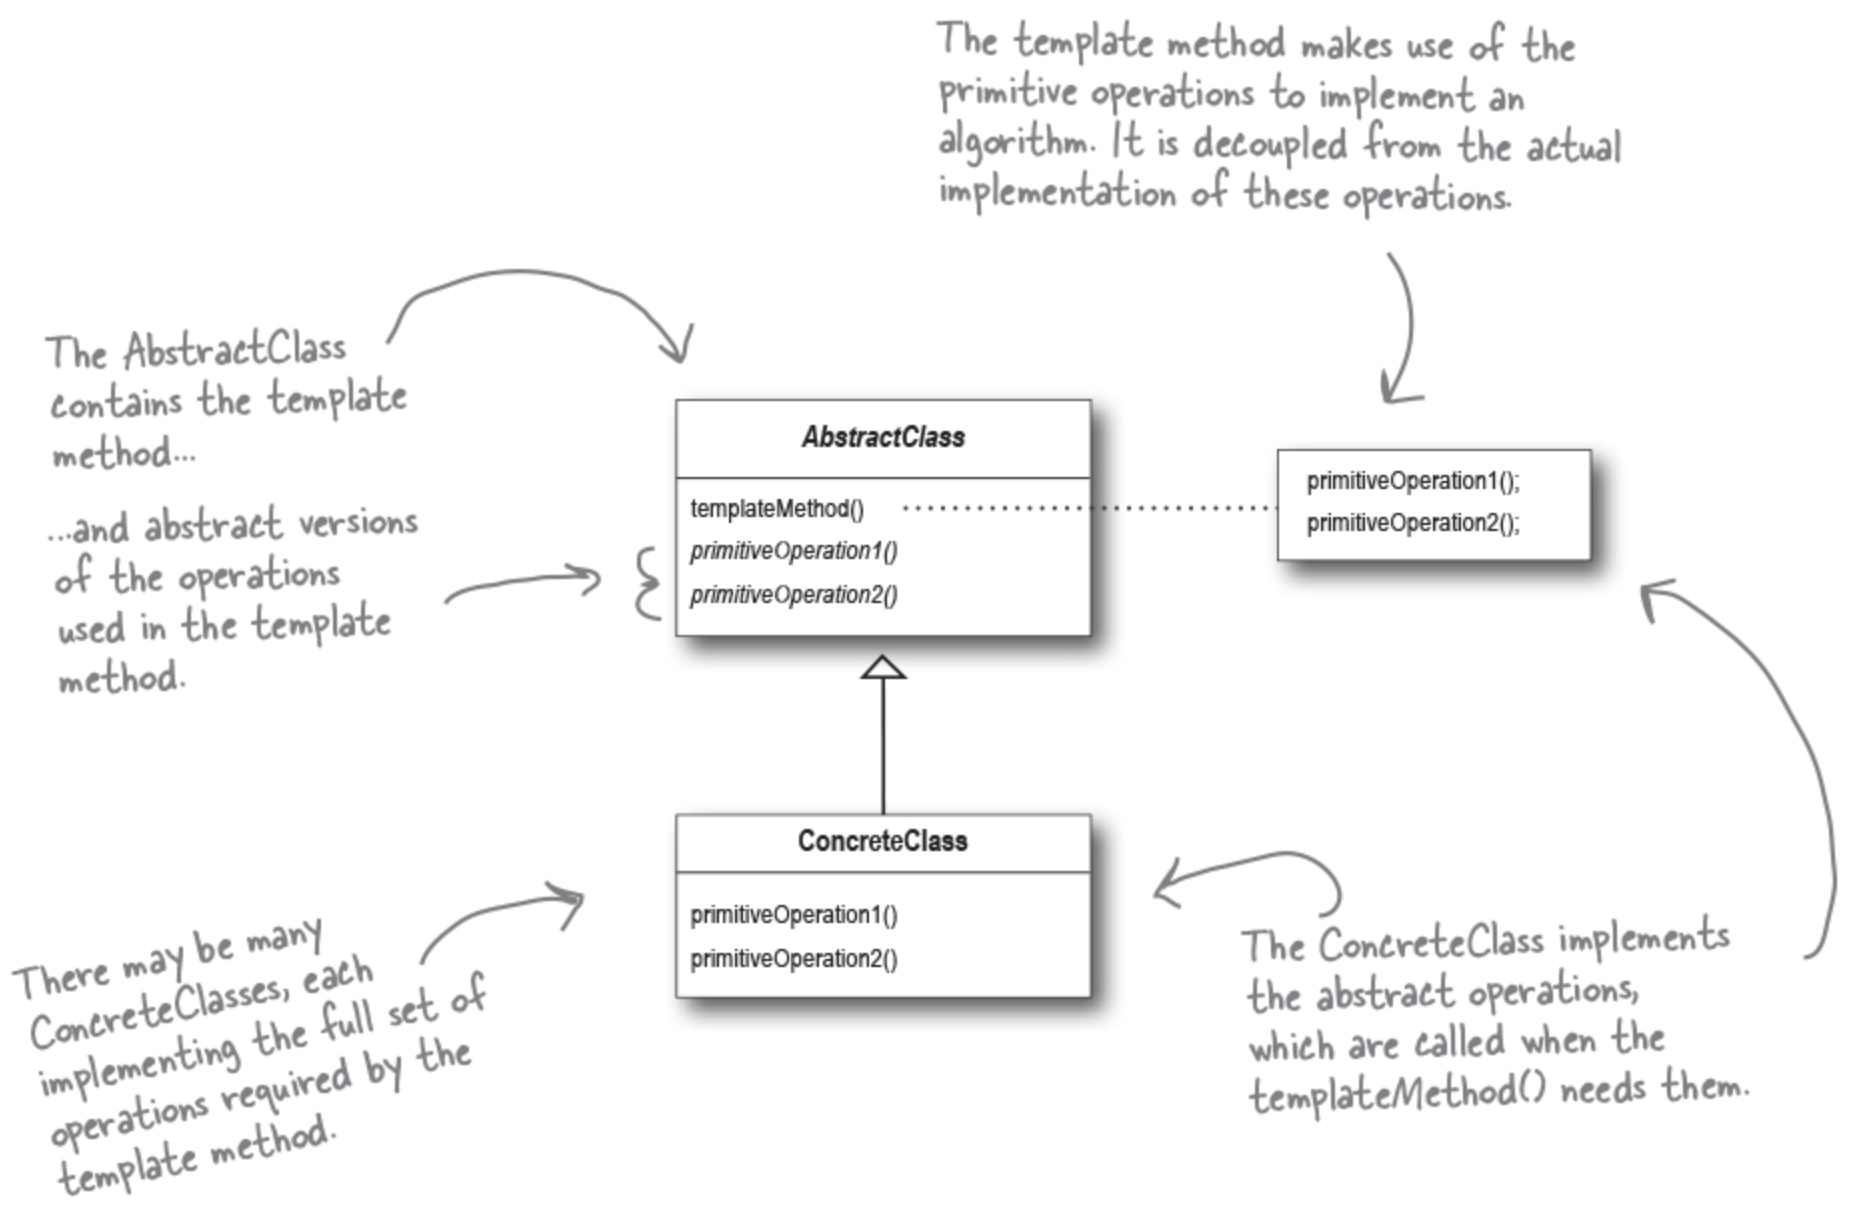 The template method makes use of the
primitive operations to implement an
algorithm. It is decoupled from the actual
implementation of these operations.
The AbstractClass
contains the template
method...
...and abstract versions
of the operations
used in the template
method.
AbstractClass
templateMethod()
primitiveOperation1()
primitiveOperation2()
primitiveOperation1();
primitiveOperation2();
ConcreteClass
primitiveOperation1()
primitiveOperation2()
There may be many
ConcreteClasses, each
implementing the full set of
operations required by the
template method.
The ConcreteClass implements
the abstract operations,
which are called when the
templateMethod() needs them.